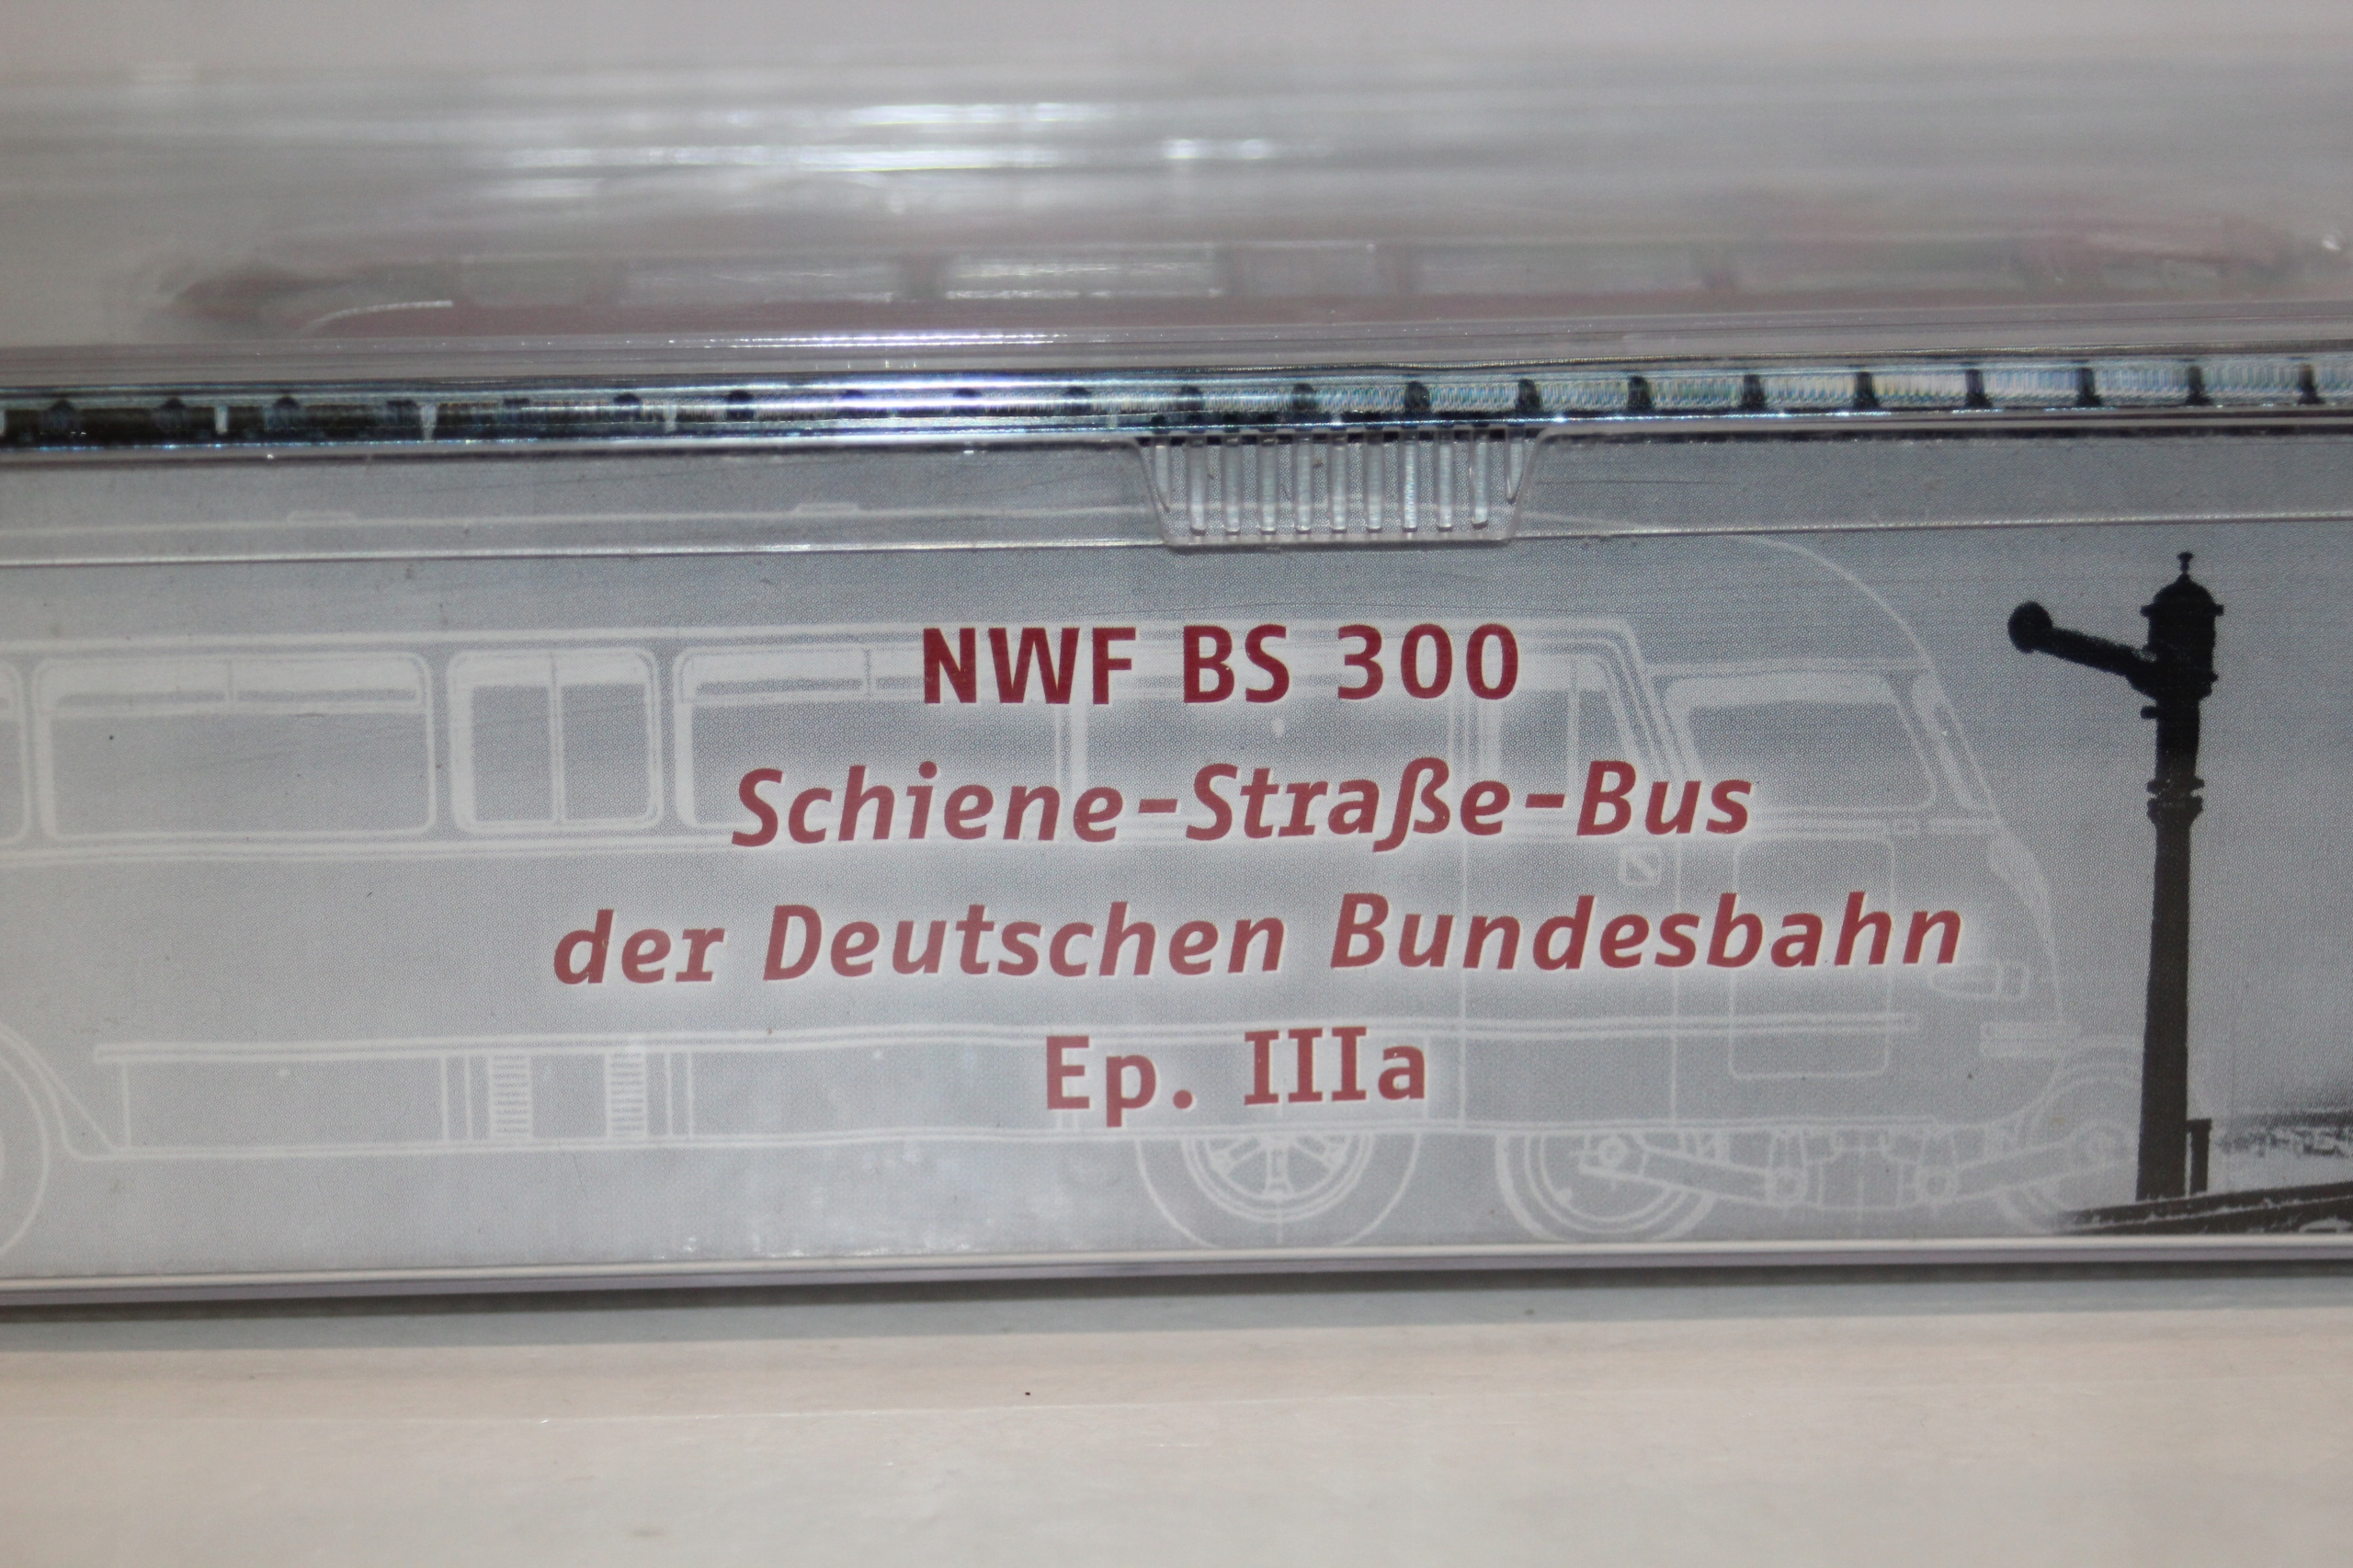 NWF BS 300
Schiene-Straße-Bus
der Deutschen Bundesbahn
Ep. IIIa